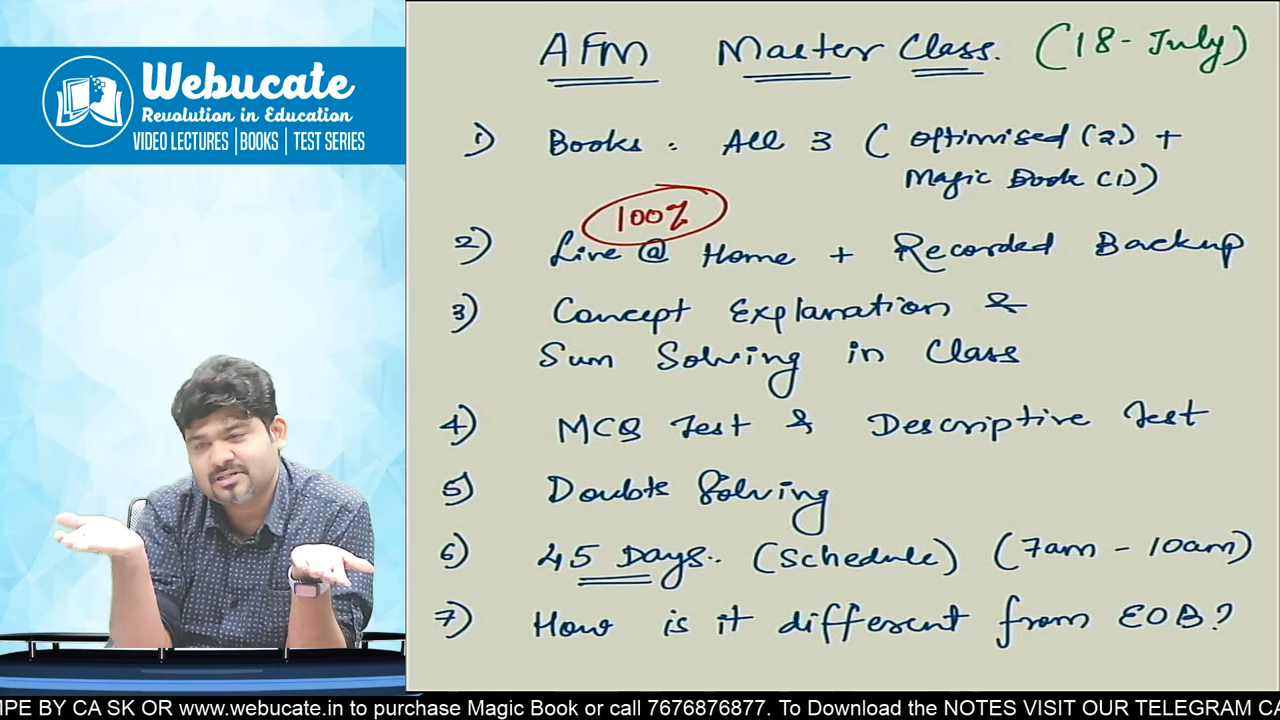 Webucate
Revolution in Education
VIDEO LECTURES | BOOKS | TEST SERIES
AFM Master Class. (18-July)
1) Books: All 3 (Optimised (2) +
Magic Book (1))
100%
2) Live @ Home + Recorded Backup
3) Concept Explanation &
Sum Solving in Class
4) MCQ Test & Descriptive Test
5) Doubt Solving
6) 45 Days.. (Schedule) (7am - 10am)
7) How is it different from EOB?
MPE BY CA SK OR www.webucate.in to purchase Magic Book or call 7676876877. To Download the NOTES VISIT OUR TELEGRAM CA